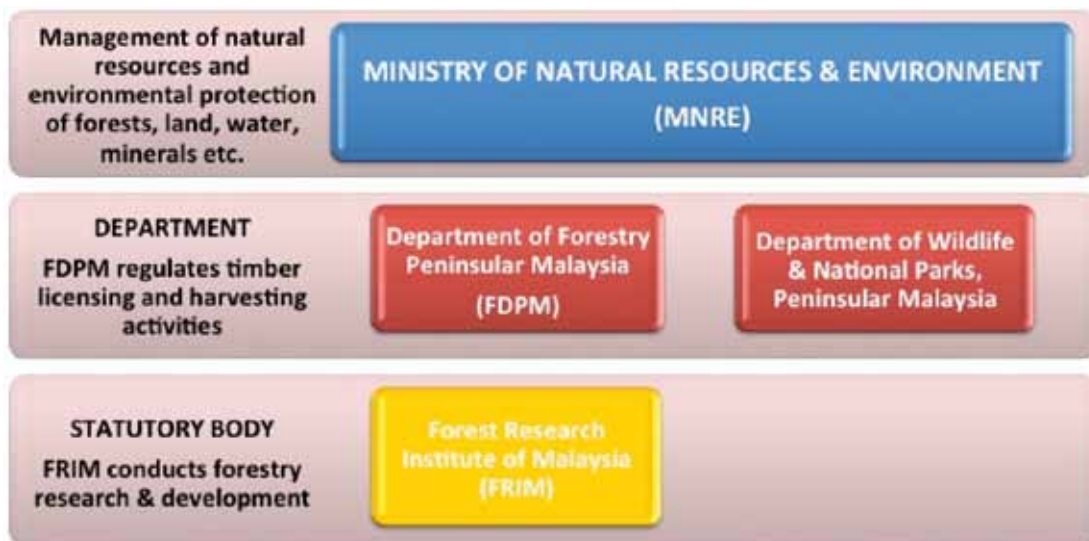 Management of natural
resources and
environmental protection
of forests, land, water,
minerals etc.
MINISTRY OF NATURAL RESOURCES & ENVIRONMENT
(MNRE)
DEPARTMENT
FDPM regulates timber
licensing and harvesting
activities
Department of Forestry
Peninsular Malaysia
(FDPM)
Department of Wildlife
& National Parks,
Peninsular Malaysia
STATUTORY BODY
FRIM conducts forestry
research & development
Forest Research
Institute of Malaysia
(FRIM)